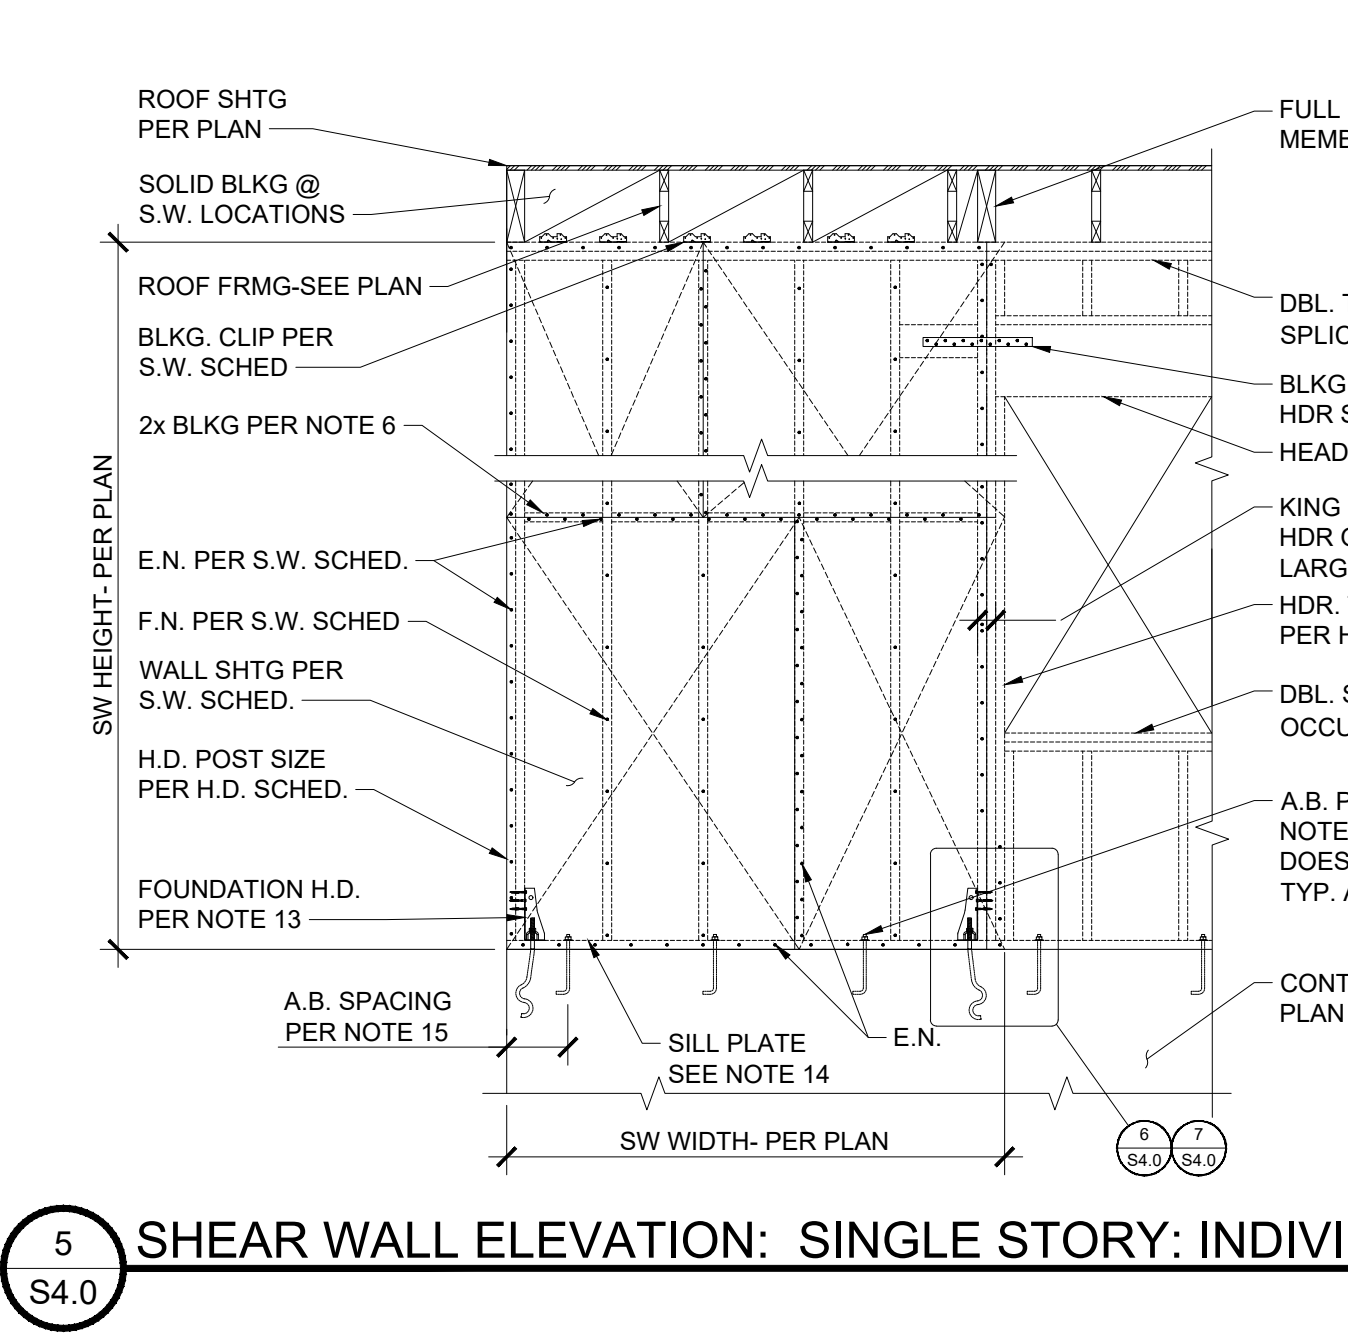 ROOF SHTG
PER PLAN
SOLID BLKG @
S.W. LOCATIONS
ROOF FRMG-SEE PLAN
BLKG. CLIP PER
S.W. SCHED
2x BLKG PER NOTE 6
SW HEIGHT- PER PLAN
E.N. PER S.W. SCHED.
F.N. PER S.W. SCHED
WALL SHTG PER
S.W. SCHED.
H.D. POST SIZE
PER H.D. SCHED.
FOUNDATION H.D.
PER NOTE 13
A.B. SPACING
PER NOTE 15
SILL PLATE
SEE NOTE 14
E.N.
SW WIDTH- PER PLAN
FULL
MEMB
DBL. T
SPLIC
BLKG
HDR S
HEAD
KING
HDR
LARG
HDR.
PER H
DBL. S
OCCU
A.B. P
NOTE
DOES
TYP. A
CONT
PLAN
6
S4.0
7
S4.0
5
S4.0
SHEAR WALL ELEVATION: SINGLE STORY: INDIVI